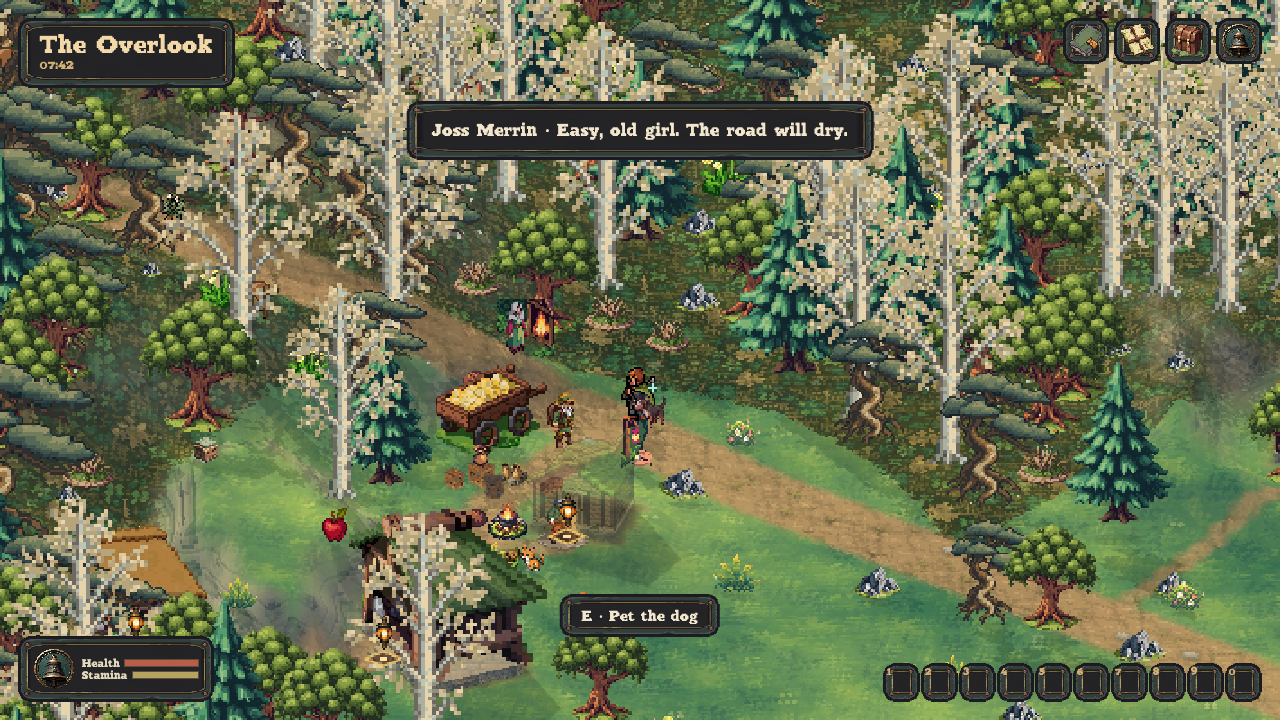 The Overlook
07:42
Joss Merrin · Easy, old girl. The road will dry.
E · Pet the dog
Health
Stamina